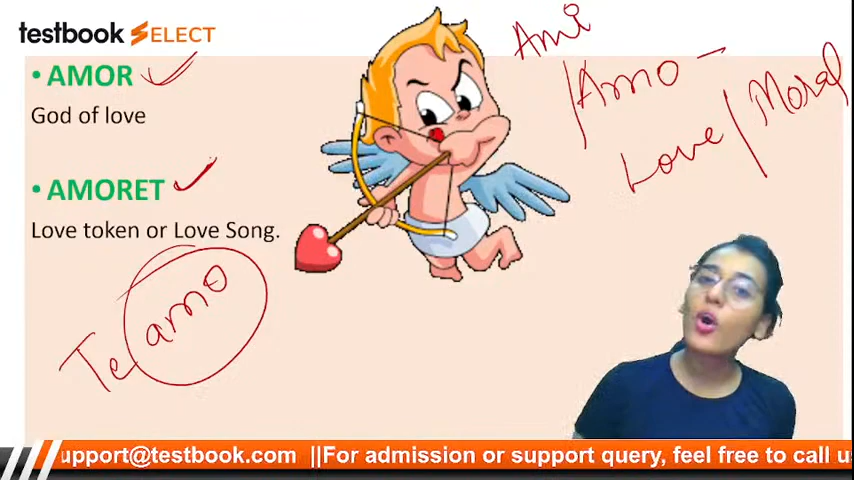 testbook SELECT
• AMOR
God of love
• AMORET
Love token or Love Song.
Te amo
Ami
/Amo -
Love/Moral
upport@testbook.com ||For admission or support query, feel free to call u